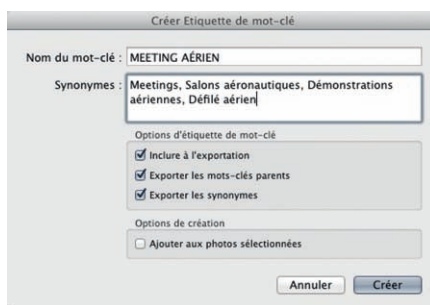 Créer Etiquette de mot-clé
Nom du mot-clé : MEETING AÉRIEN
Synonymes : Meetings, Salons aéronautiques, Démonstrations
aériennes, Défilé aérien
Options d'étiquette de mot-clé
Inclure à l'exportation
Exporter les mots-clés parents
Exporter les synonymes
Options de création
Ajouter aux photos sélectionnées
Annuler Créer